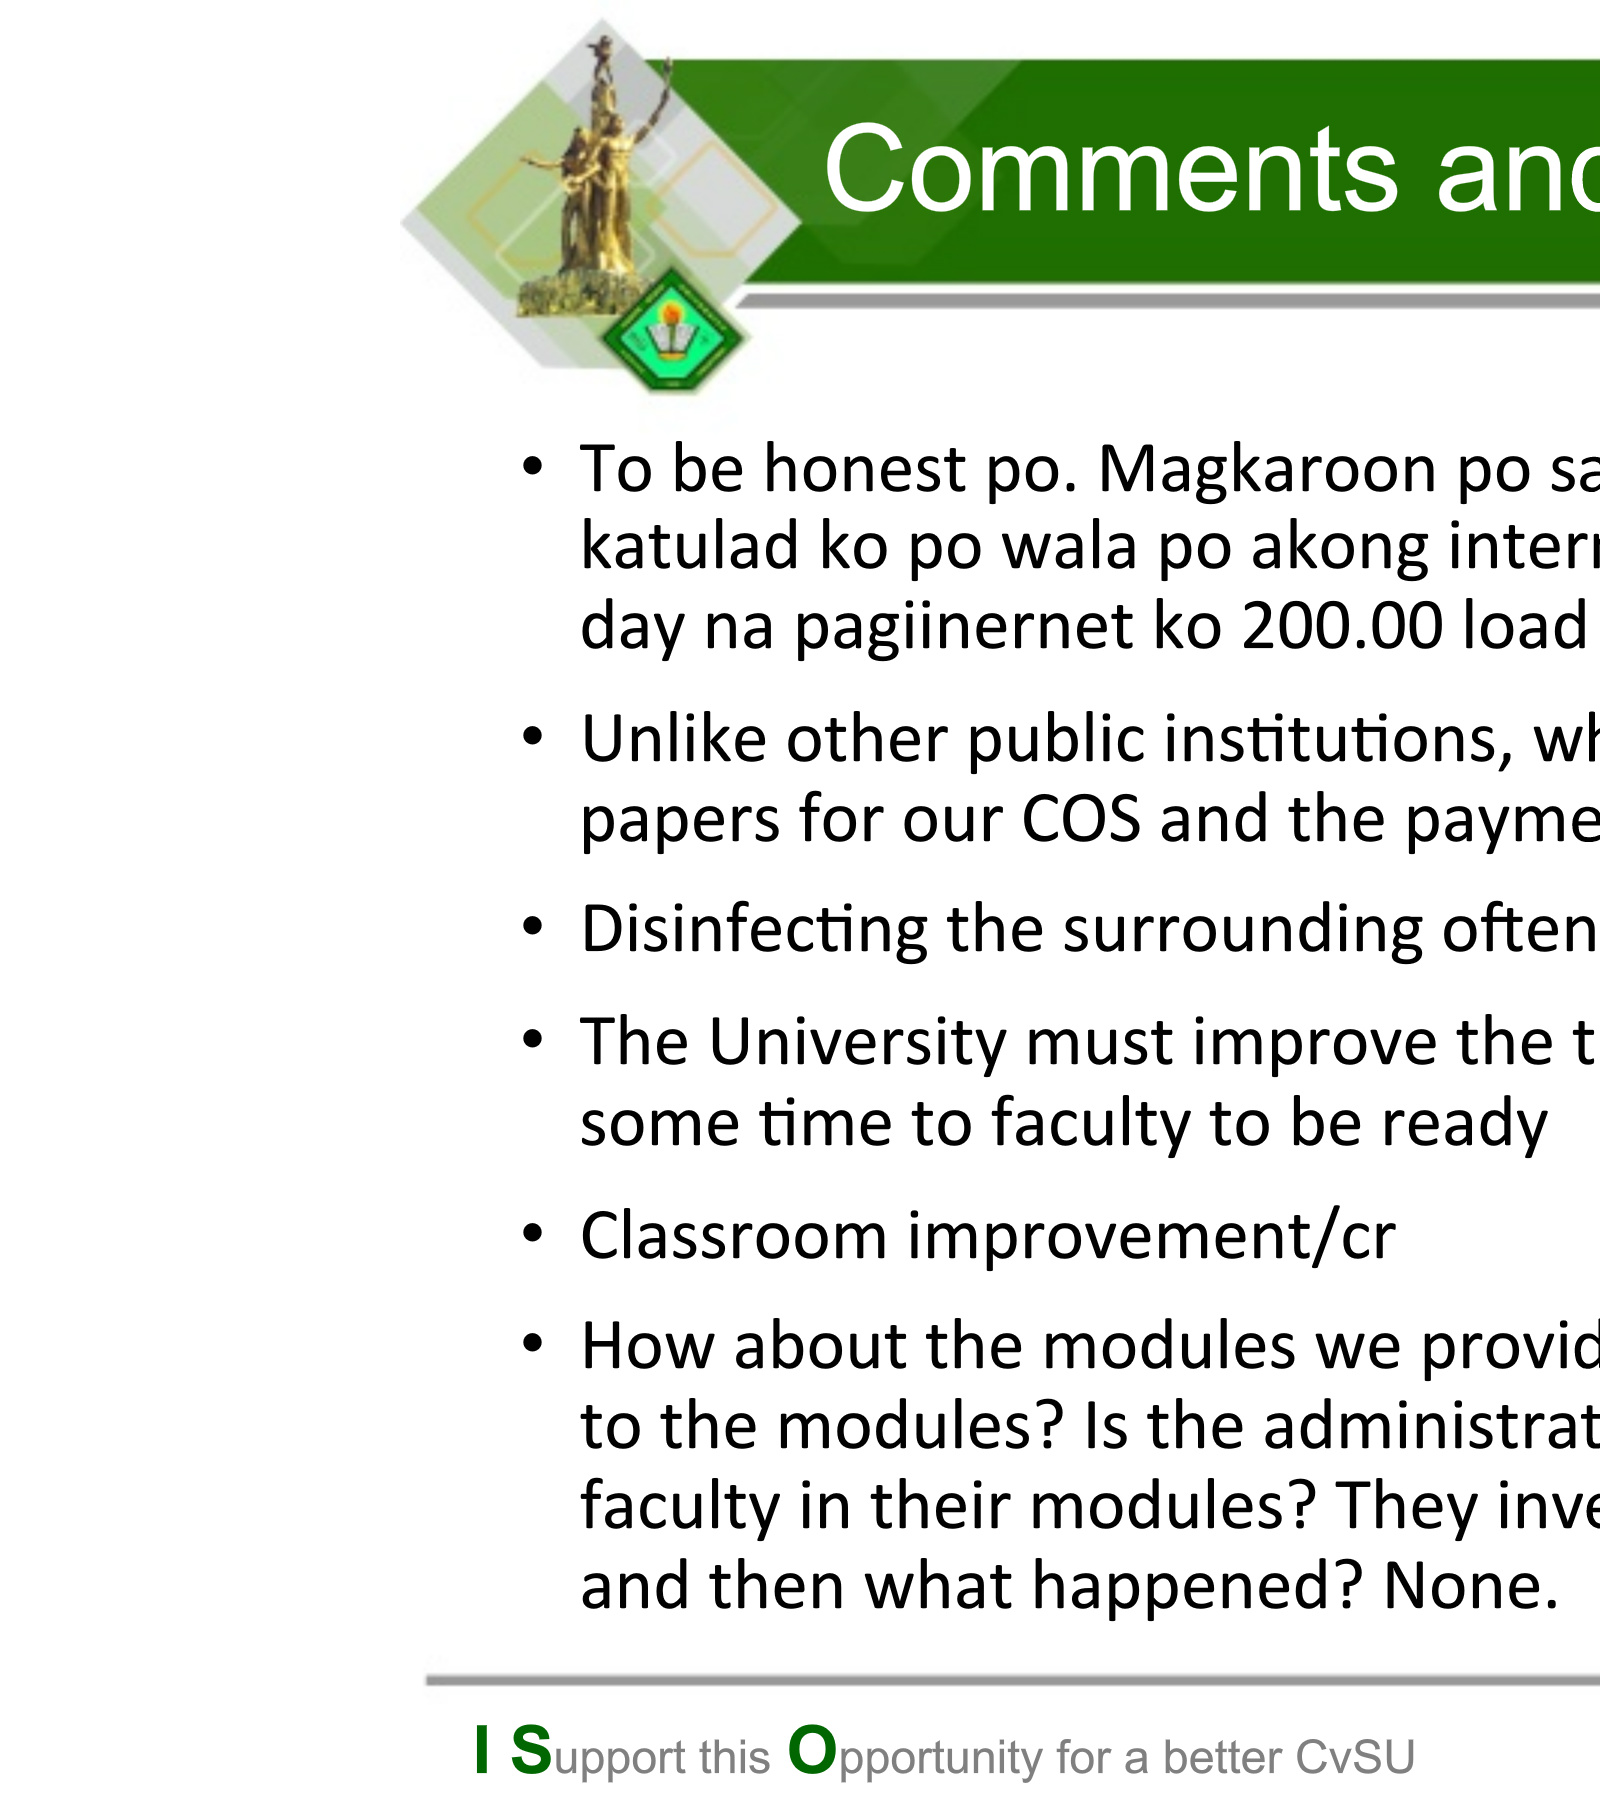 Comments and
• To be honest po. Magkaroon po sa
katulad ko po wala po akong intern
day na pagiinernet ko 200.00 load
• Unlike other public institutions, wh
papers for our COS and the payme
• Disinfecting the surrounding often
• The University must improve the t
some time to faculty to be ready
• Classroom improvement/cr
• How about the modules we provid
to the modules? Is the administrat
faculty in their modules? They inve
and then what happened? None.
I Support this Opportunity for a better CvSU